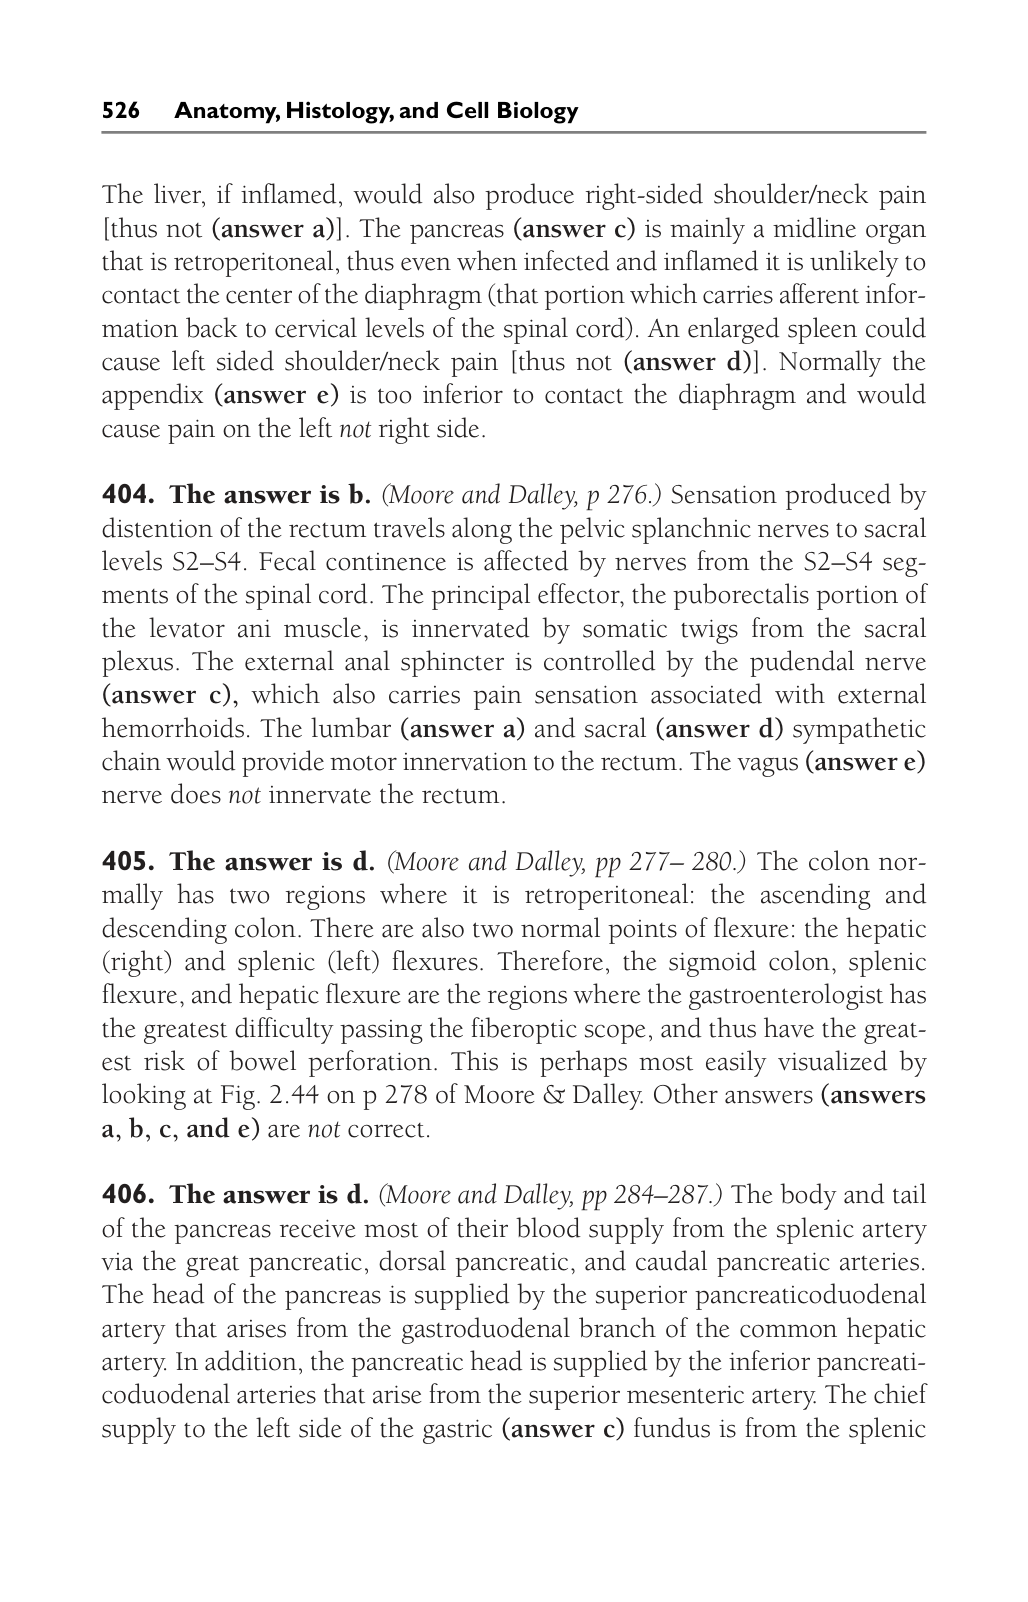 526 Anatomy, Histology, and Cell Biology
The liver, if inflamed, would also produce right-sided shoulder/neck pain
[thus not (answer a)]. The pancreas (answer c) is mainly a midline organ
that is retroperitoneal, thus even when infected and inflamed it is unlikely to
contact the center of the diaphragm (that portion which carries afferent infor-
mation back to cervical levels of the spinal cord). An enlarged spleen could
cause left sided shoulder/neck pain [thus not (answer d)]. Normally the
appendix (answer e) is too inferior to contact the diaphragm and would
cause pain on the left not right side.
404. The answer is b. (Moore and Dalley, p 276.) Sensation produced by
distention of the rectum travels along the pelvic splanchnic nerves to sacral
levels S2–S4. Fecal continence is affected by nerves from the S2–S4 seg-
ments of the spinal cord. The principal effector, the puborectalis portion of
the levator ani muscle, is innervated by somatic twigs from the sacral
plexus. The external anal sphincter is controlled by the pudendal nerve
(answer c), which also carries pain sensation associated with external
hemorrhoids. The lumbar (answer a) and sacral (answer d) sympathetic
chain would provide motor innervation to the rectum. The vagus (answer e)
nerve does not innervate the rectum.
405. The answer is d. (Moore and Dalley, pp 277– 280.) The colon nor-
mally has two regions where it is retroperitoneal: the ascending and
descending colon. There are also two normal points of flexure: the hepatic
(right) and splenic (left) flexures. Therefore, the sigmoid colon, splenic
flexure, and hepatic flexure are the regions where the gastroenterologist has
the greatest difficulty passing the fiberoptic scope, and thus have the great-
est risk of bowel perforation. This is perhaps most easily visualized by
looking at Fig. 2.44 on p 278 of Moore & Dalley. Other answers (answers
a, b, c, and e) are not correct.
406. The answer is d. (Moore and Dalley, pp 284–287.) The body and tail
of the pancreas receive most of their blood supply from the splenic artery
via the great pancreatic, dorsal pancreatic, and caudal pancreatic arteries.
The head of the pancreas is supplied by the superior pancreaticoduodenal
artery that arises from the gastroduodenal branch of the common hepatic
artery. In addition, the pancreatic head is supplied by the inferior pancreati-
coduodenal arteries that arise from the superior mesenteric artery. The chief
supply to the left side of the gastric (answer c) fundus is from the splenic